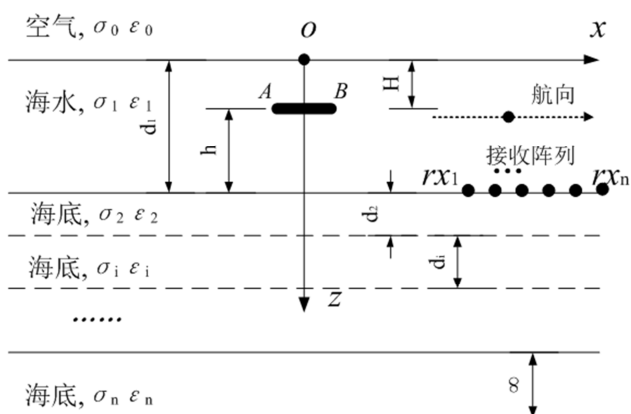 空气, σ₀ ε₀
o
x
海水, σ₁ ε₁
d₁
A
B
h
H
航向
接收阵列
•••
rx₁
rxₙ
海底, σ₂ ε₂
d₂
海底, σᵢ εᵢ
dᵢ
z
……
海底, σₙ εₙ
∞